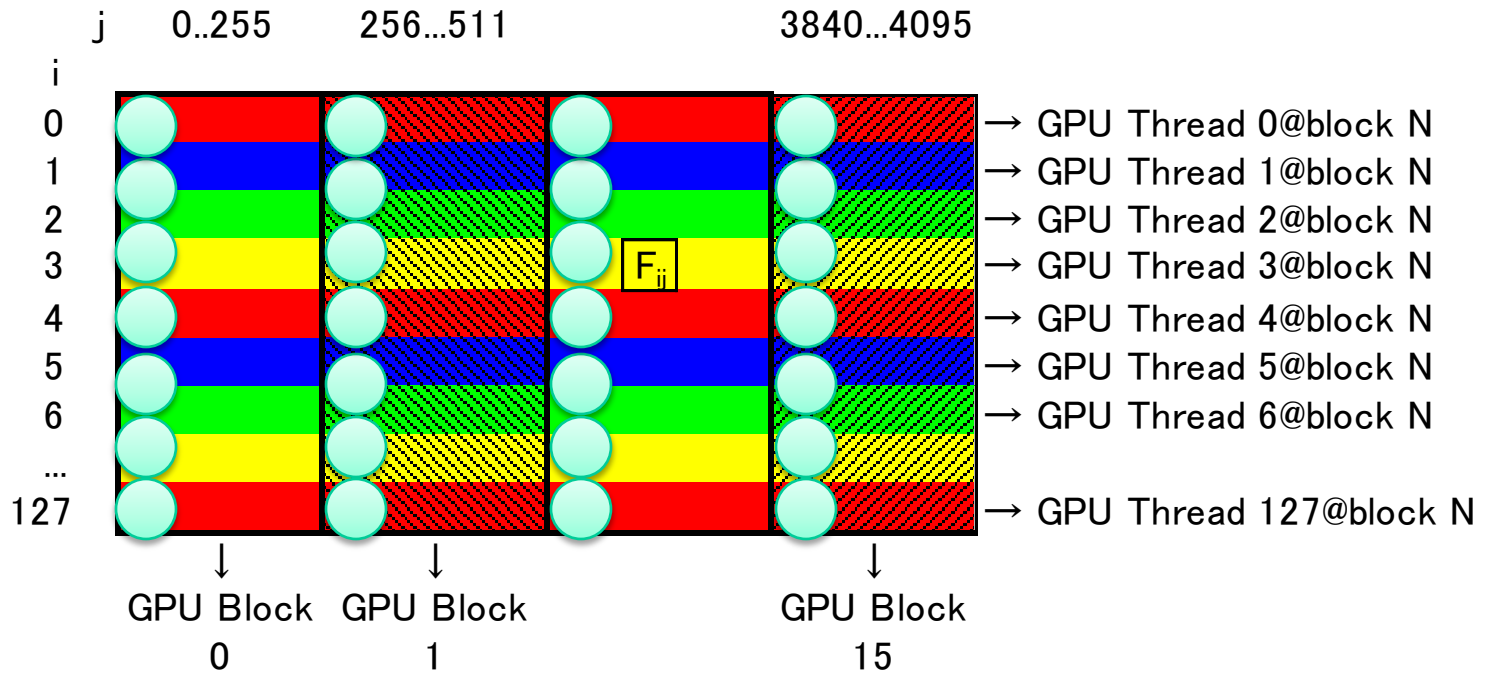 j 0..255 256...511 3840...4095
i
0 → GPU Thread 0@block N
1 → GPU Thread 1@block N
2 → GPU Thread 2@block N
3 Fij → GPU Thread 3@block N
4 → GPU Thread 4@block N
5 → GPU Thread 5@block N
6 → GPU Thread 6@block N
...
127 → GPU Thread 127@block N
↓ ↓ ↓
GPU Block GPU Block GPU Block
0 1 15